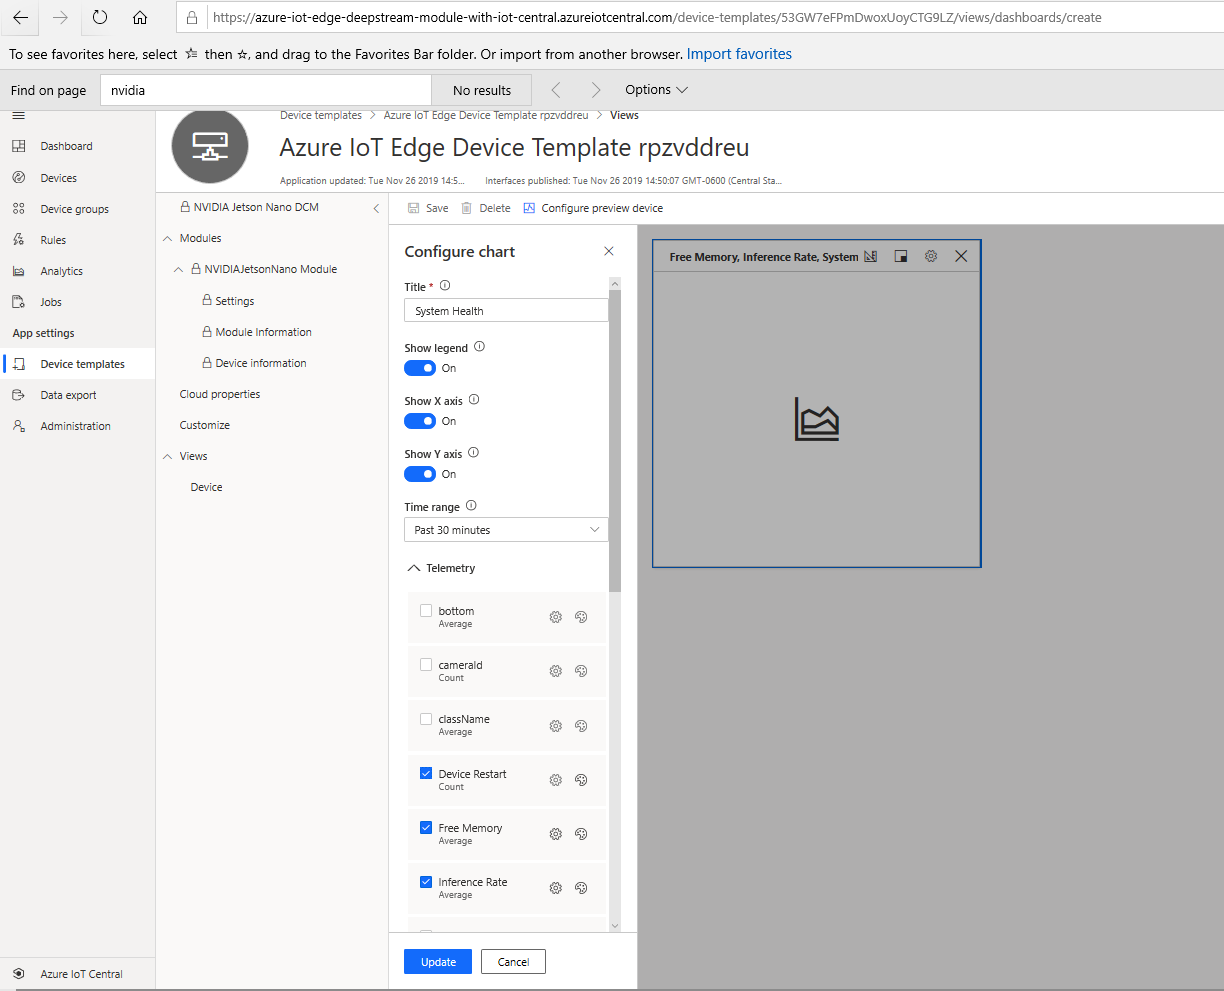 https://azure-iot-edge-deepstream-module-with-iot-central.azureiotcentral.com/device-templates/53GW7eFPmDwoxUoyCTG9LZ/views/dashboards/create
To see favorites here, select then ☆, and drag to the Favorites Bar folder. Or import from another browser. Import favorites
Find on page nvidia No results Options
Device templates > Azure IoT Edge Device Template rpzvddreu > Views
Azure IoT Edge Device Template rpzvddreu
Application updated: Tue Nov 26 2019 14:5... Interfaces published: Tue Nov 26 2019 14:50:07 GMT-0600 (Central Sta...
Dashboard
Devices
Device groups
Rules
Analytics
Jobs
App settings
Device templates
Data export
Administration
Azure IoT Central
NVIDIA Jetson Nano DCM
Modules
NVIDIAJetsonNano Module
Settings
Module Information
Device information
Cloud properties
Customize
Views
Device
Save Delete Configure preview device
Configure chart
Title *
System Health
Show legend
On
Show X axis
On
Show Y axis
On
Time range
Past 30 minutes
Telemetry
bottom
Average
cameraId
Count
className
Average
Device Restart
Count
Free Memory
Average
Inference Rate
Average
Update Cancel
Free Memory, Inference Rate, System